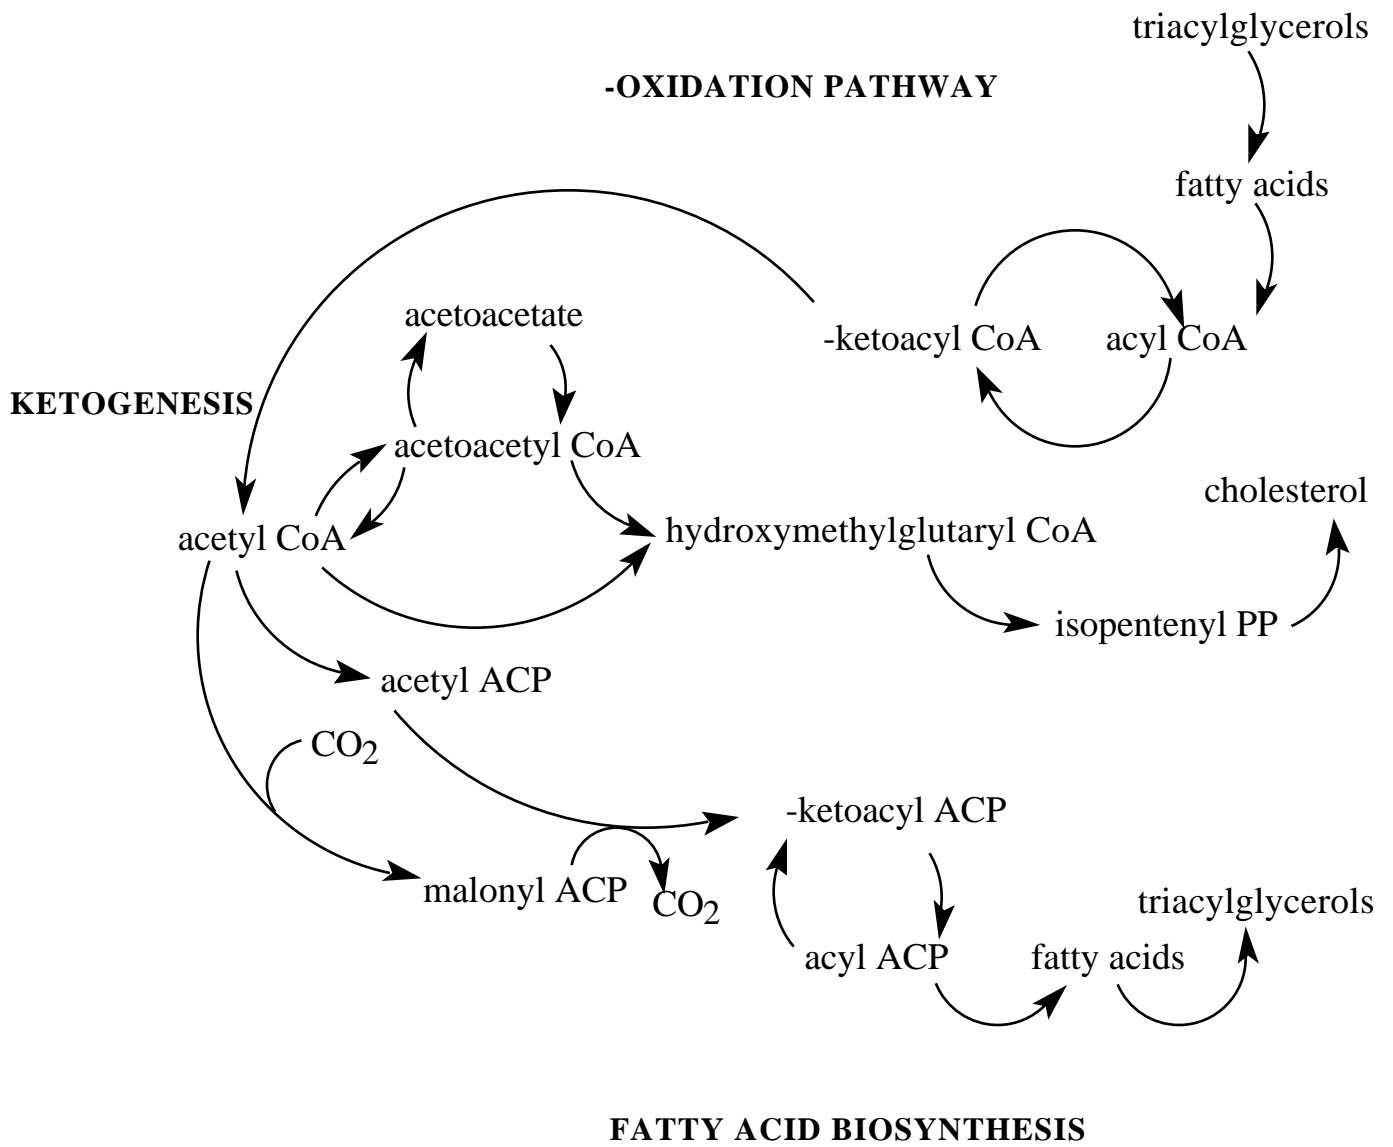 triacylglycerols
-OXIDATION PATHWAY
fatty acids
acetoacetate
-ketoacyl CoA
acyl CoA
KETOGENESIS
acetoacetyl CoA
cholesterol
acetyl CoA
hydroxymethylglutaryl CoA
isopentenyl PP
acetyl ACP
CO2
-ketoacyl ACP
malonyl ACP
CO2
triacylglycerols
acyl ACP
fatty acids
FATTY ACID BIOSYNTHESIS